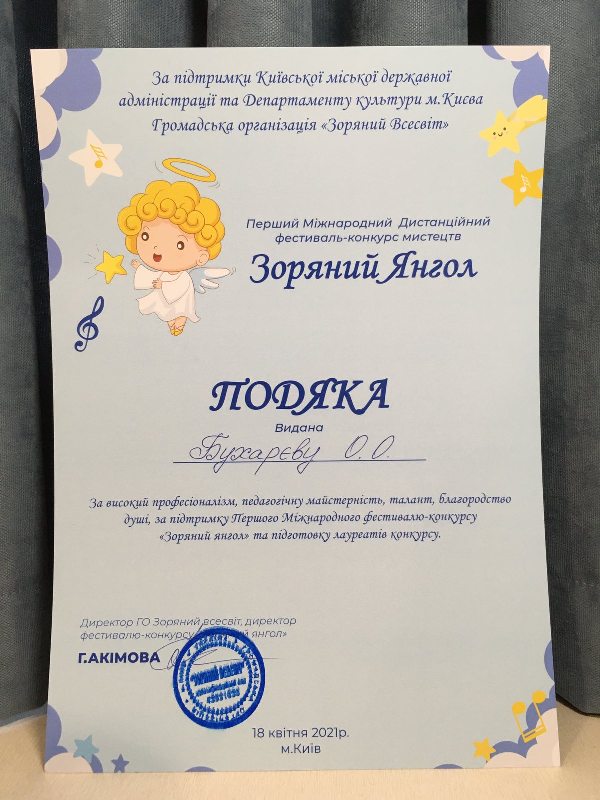 За підтримки Київської міської державної
адміністрації та Департаменту культури м.Києва
Громадська організація «Зоряний Всесвіт»
Перший Міжнародний Дистанційний
фестиваль-конкурс мистецтв
Зоряний Янгол
ПОДЯКА
Видана
Бухарєву О.О.
За високий професіоналізм, педагогічну майстерність, талант, благородство
душі, за підтримку Першого Міжнародного фестивалю-конкурсу
«Зоряний янгол» та підготовку лауреатів конкурсу.
Директор ГО Зоряний всесвіт, директор
фестивалю-конкурсу янгол»
Г.АКІМОВА
18 квітня 2021р.
м.Київ